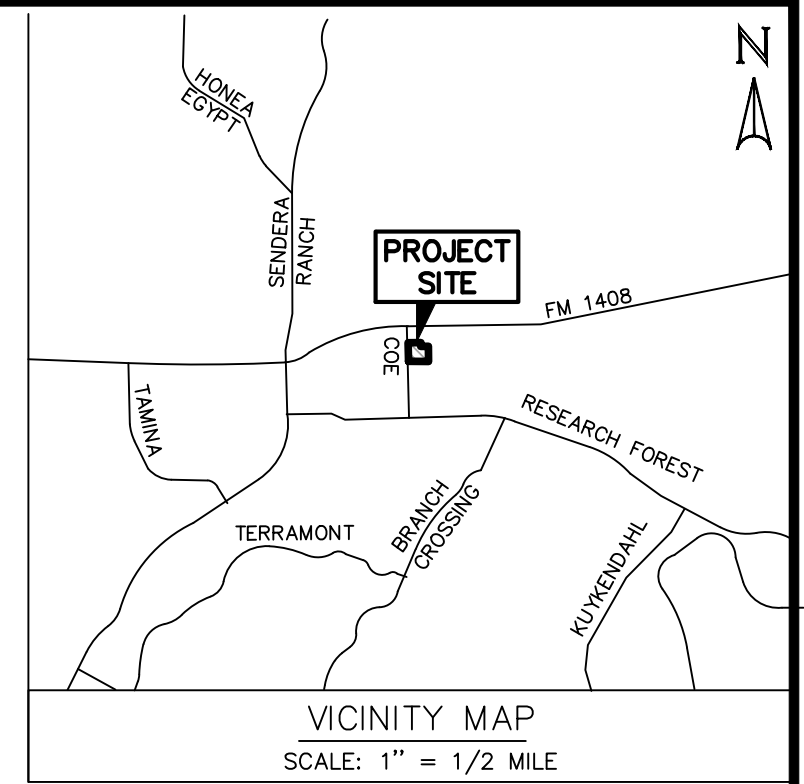 N
HONEA
EGYPT
SENDERA
RANCH
PROJECT
SITE
FM 1408
COE
TAMINA
RESEARCH FOREST
BRANCH
CROSSING
TERRAMONT
KUYKENDAHL
VICINITY MAP
SCALE: 1" = 1/2 MILE